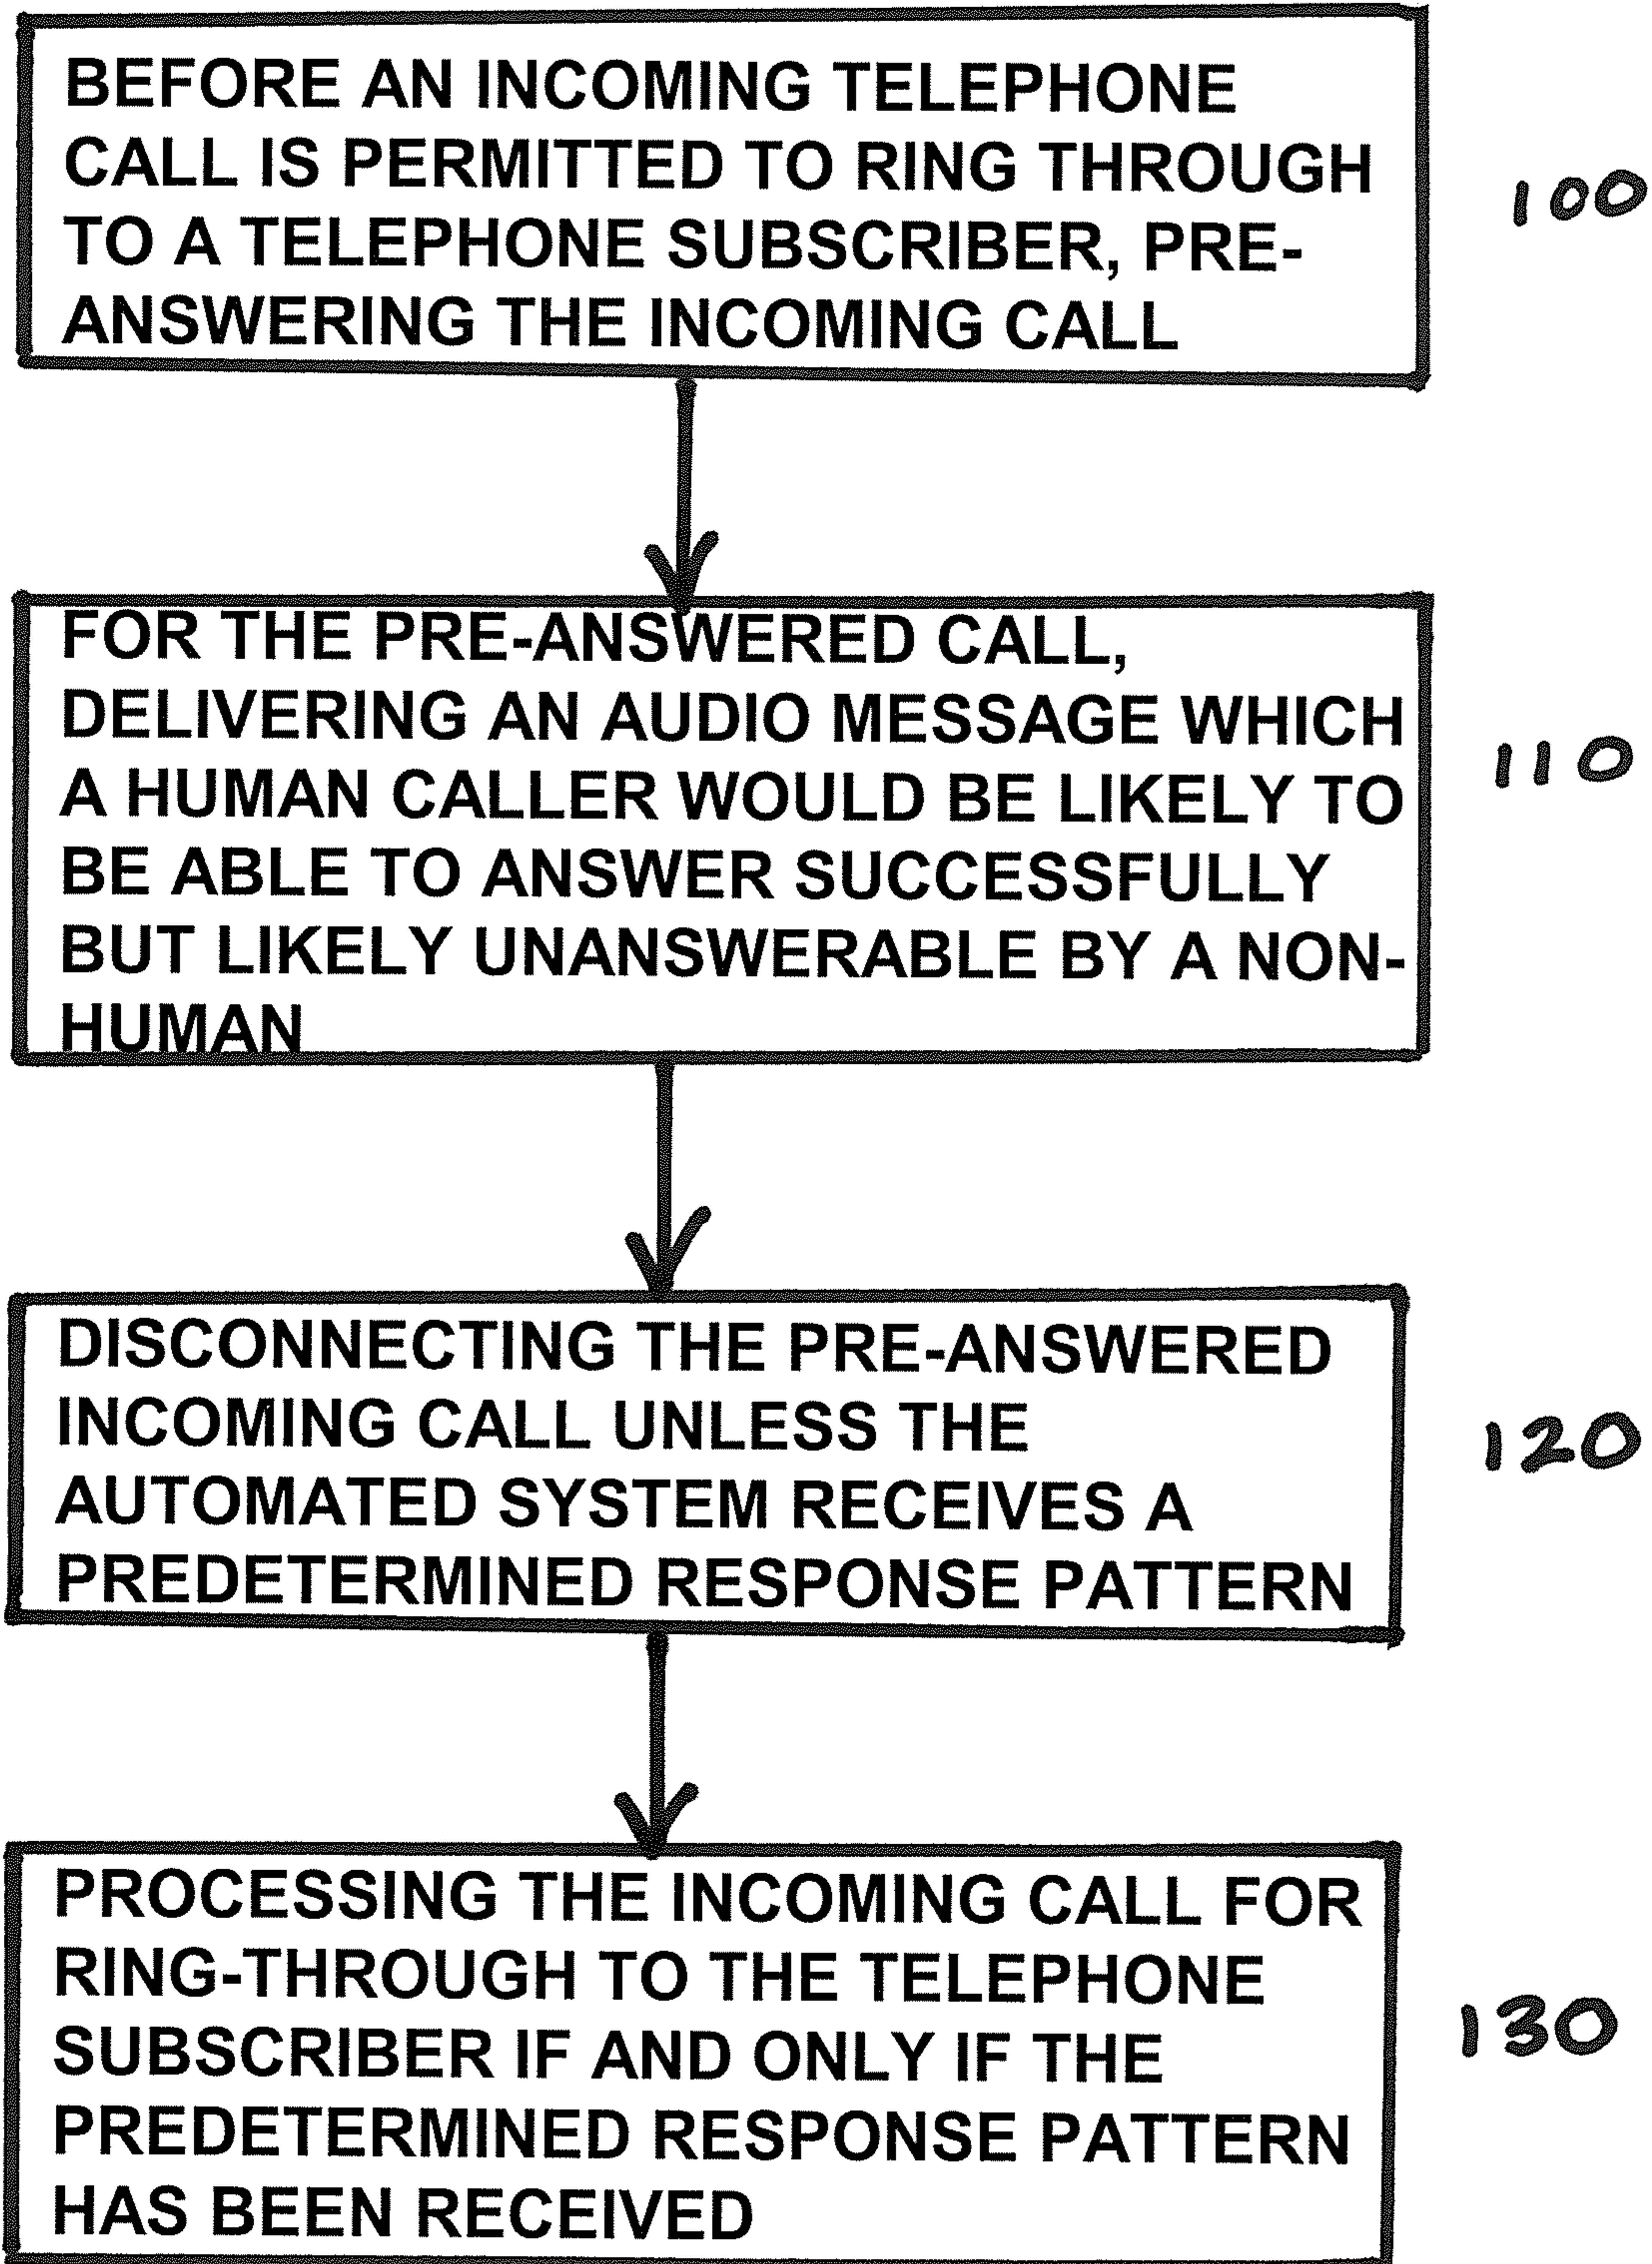 BEFORE AN INCOMING TELEPHONE
CALL IS PERMITTED TO RING THROUGH
TO A TELEPHONE SUBSCRIBER, PRE-
ANSWERING THE INCOMING CALL
100
FOR THE PRE-ANSWERED CALL,
DELIVERING AN AUDIO MESSAGE WHICH
A HUMAN CALLER WOULD BE LIKELY TO
BE ABLE TO ANSWER SUCCESSFULLY
BUT LIKELY UNANSWERABLE BY A NON-
HUMAN
110
DISCONNECTING THE PRE-ANSWERED
INCOMING CALL UNLESS THE
AUTOMATED SYSTEM RECEIVES A
PREDETERMINED RESPONSE PATTERN
120
PROCESSING THE INCOMING CALL FOR
RING-THROUGH TO THE TELEPHONE
SUBSCRIBER IF AND ONLY IF THE
PREDETERMINED RESPONSE PATTERN
HAS BEEN RECEIVED
130